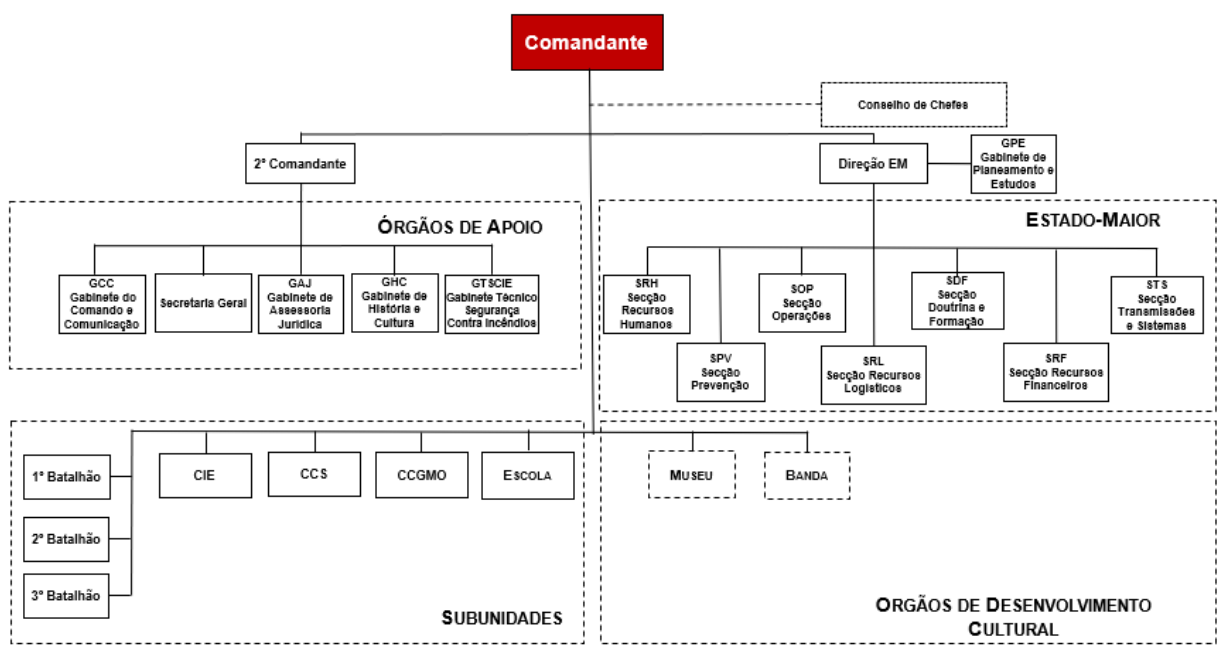 Comandante
Conselho de Chefes
2º Comandante
Direção EM
GPE
Gabinete de
Planeamento e
Estudos
ÓRGÃOS DE APOIO
ESTADO-MAIOR
GCC
Gabinete do
Comando e
Comunicação
Secretaria Geral
GAJ
Gabinete de
Assessoria
Jurídica
GHC
Gabinete de
História e
Cultura
GTSCIE
Gabinete Técnico
Segurança
Contra Incêndios
SRH
Secção
Recursos
Humanos
SOP
Secção
Operações
SDF
Secção
Doutrina e
Formação
STS
Secção
Transmissões
e Sistemas
SPV
Secção
Prevenção
SRL
Secção Recursos
Logísticos
SRF
Secção Recursos
Financeiros
1º Batalhão
CIE
CCS
CCGMO
ESCOLA
MUSEU
BANDA
2º Batalhão
3º Batalhão
SUBUNIDADES
ORGÃOS DE DESENVOLVIMENTO
CULTURAL